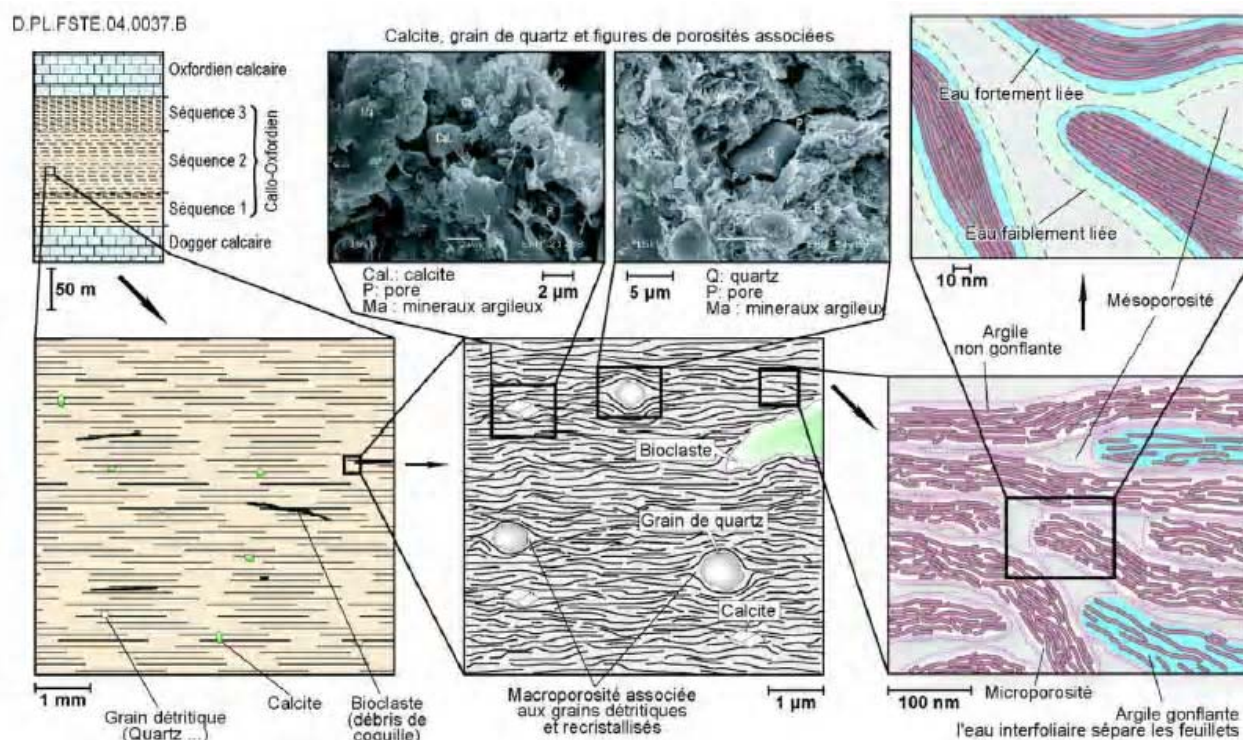 D.PL.FSTE.04.0037.B
Calcite, grain de quartz et figures de porosités associées
Oxfordien calcaire
Séquence 3
Séquence 2
Séquence 1
Callo-Oxfordien
Dogger calcaire
50 m
Cal.: calcite
P: pore
Ma : mineraux argileux
2 µm
5 µm
Q: quartz
P: pore
Ma : mineraux argileux
Eau fortement liée
Eau faiblement liée
10 nm
Mésoporosité
Argile
non gonflante
Bioclaste
Grain de quartz
Calcite
1 mm
Grain détritique
(Quartz ...)
Calcite
Bioclaste
(débris de
coquille)
Macroporosité associée
aux grains détritiques
et recristallisés
1 µm
100 nm
Microporosité
Argile gonflante
l'eau interfoliaire sépare les feuillets